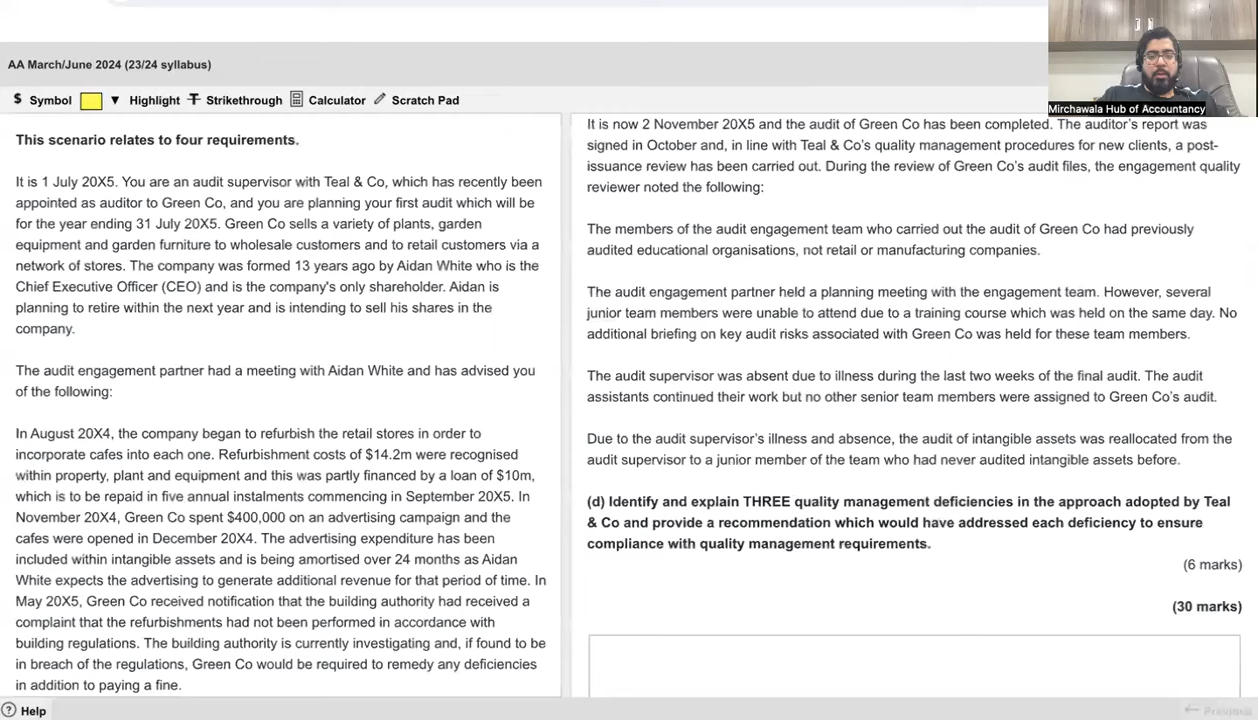 AA March/June 2024 (23/24 syllabus)
$ Symbol ▼ Highlight T Strikethrough Calculator Scratch Pad
Mirchawala Hub of Accountancy
This scenario relates to four requirements.
It is 1 July 20X5. You are an audit supervisor with Teal & Co, which has recently been
appointed as auditor to Green Co, and you are planning your first audit which will be
for the year ending 31 July 20X5. Green Co sells a variety of plants, garden
equipment and garden furniture to wholesale customers and to retail customers via a
network of stores. The company was formed 13 years ago by Aidan White who is the
Chief Executive Officer (CEO) and is the company's only shareholder. Aidan is
planning to retire within the next year and is intending to sell his shares in the
company.
The audit engagement partner had a meeting with Aidan White and has advised you
of the following:
In August 20X4, the company began to refurbish the retail stores in order to
incorporate cafes into each one. Refurbishment costs of $14.2m were recognised
within property, plant and equipment and this was partly financed by a loan of $10m,
which is to be repaid in five annual instalments commencing in September 20X5. In
November 20X4, Green Co spent $400,000 on an advertising campaign and the
cafes were opened in December 20X4. The advertising expenditure has been
included within intangible assets and is being amortised over 24 months as Aidan
White expects the advertising to generate additional revenue for that period of time. In
May 20X5, Green Co received notification that the building authority had received a
complaint that the refurbishments had not been performed in accordance with
building regulations. The building authority is currently investigating and, if found to be
in breach of the regulations, Green Co would be required to remedy any deficiencies
in addition to paying a fine.
It is now 2 November 20X5 and the audit of Green Co has been completed. The auditor's report was
signed in October and, in line with Teal & Co's quality management procedures for new clients, a post-
issuance review has been carried out. During the review of Green Co's audit files, the engagement quality
reviewer noted the following:
The members of the audit engagement team who carried out the audit of Green Co had previously
audited educational organisations, not retail or manufacturing companies.
The audit engagement partner held a planning meeting with the engagement team. However, several
junior team members were unable to attend due to a training course which was held on the same day. No
additional briefing on key audit risks associated with Green Co was held for these team members.
The audit supervisor was absent due to illness during the last two weeks of the final audit. The audit
assistants continued their work but no other senior team members were assigned to Green Co's audit.
Due to the audit supervisor's illness and absence, the audit of intangible assets was reallocated from the
audit supervisor to a junior member of the team who had never audited intangible assets before.
(d) Identify and explain THREE quality management deficiencies in the approach adopted by Teal
& Co and provide a recommendation which would have addressed each deficiency to ensure
compliance with quality management requirements.
(6 marks)
(30 marks)
? Help
Previous